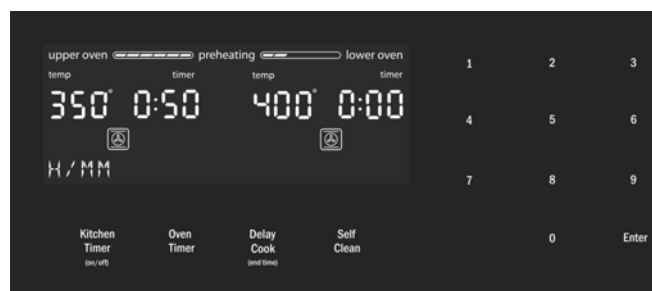 upper oven preheating lower oven
temp timer temp timer
350° 0:50 400° 0:00
H/MM
1 2 3
4 5 6
7 8 9
0 Enter
Kitchen Timer (on/off)
Oven Timer
Delay Cook (end time)
Self Clean